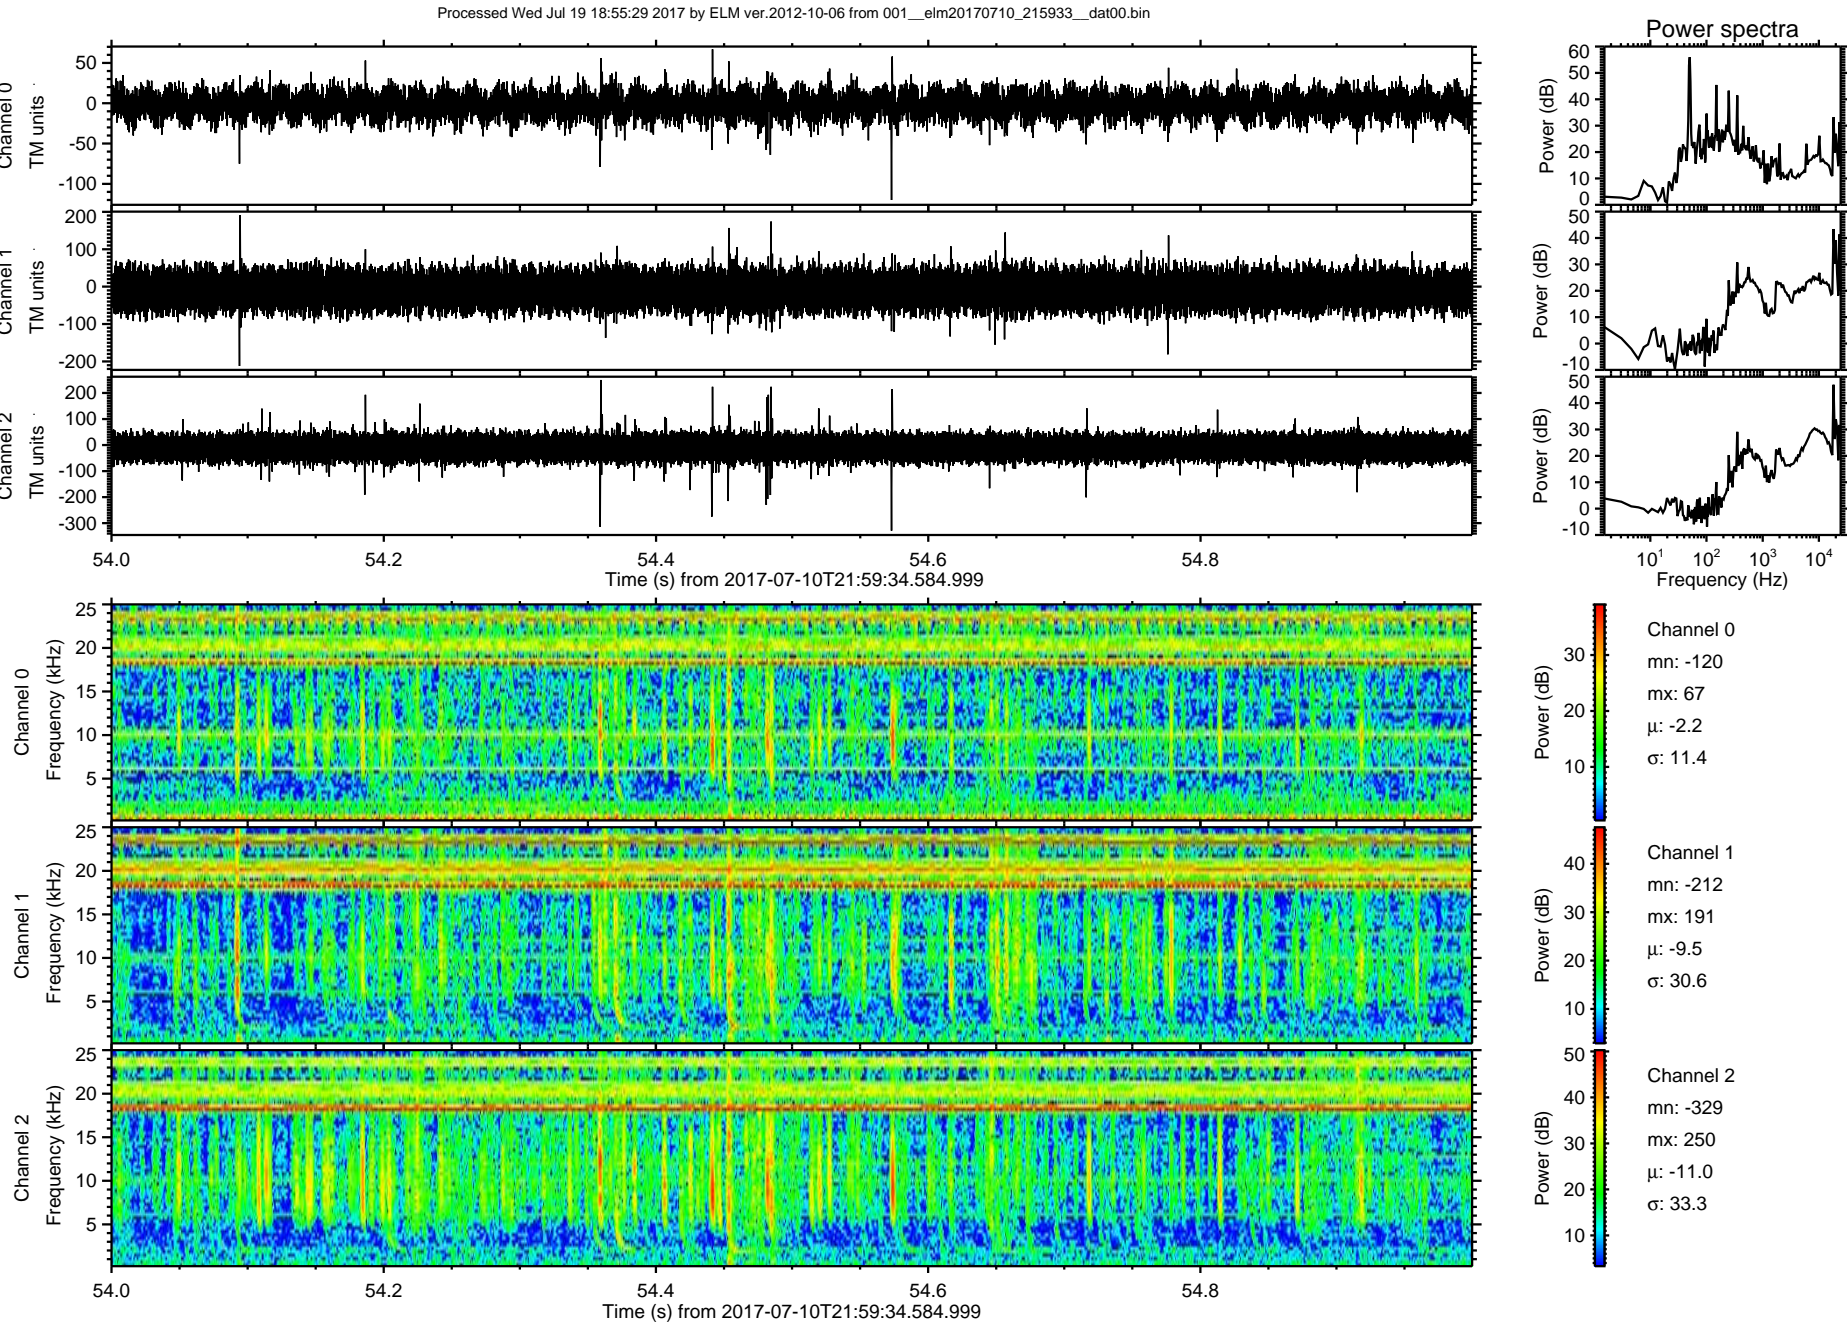 Processed Wed Jul 19 18:55:29 2017 by ELM ver.2012-10-06 from 001__elm20170710_215933__dat00.bin
Power spectra
Channel 0
TM units
50
0
-50
-100
Power (dB)
60
50
40
30
20
10
0
Channel 1
TM units
200
100
0
-100
-200
Power (dB)
50
40
30
20
10
0
-10
Channel 2
TM units
200
100
0
-100
-200
-300
Power (dB)
50
40
30
20
10
0
-10
54.0 54.2 54.4 54.6 54.8
Time (s) from 2017-07-10T21:59:34.584.999
10¹ 10² 10³ 10⁴
Frequency (Hz)
Channel 0
Frequency (kHz)
25
20
15
10
5
Power (dB)
30
20
10
Channel 0
mn: -120
mx: 67
μ: -2.2
σ: 11.4
Channel 1
Frequency (kHz)
25
20
15
10
5
Power (dB)
40
30
20
10
Channel 1
mn: -212
mx: 191
μ: -9.5
σ: 30.6
Channel 2
Frequency (kHz)
25
20
15
10
5
Power (dB)
50
40
30
20
10
Channel 2
mn: -329
mx: 250
μ: -11.0
σ: 33.3
54.0 54.2 54.4 54.6 54.8
Time (s) from 2017-07-10T21:59:34.584.999